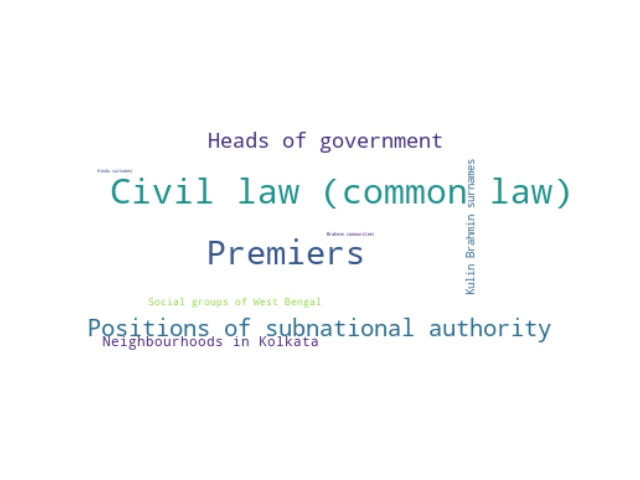 Heads of government
Hindu surnames
Civil law (common law)
Kulin Brahmin surnames
Brahmin communities
Premiers
Social groups of West Bengal
Positions of subnational authority
Neighbourhoods in Kolkata